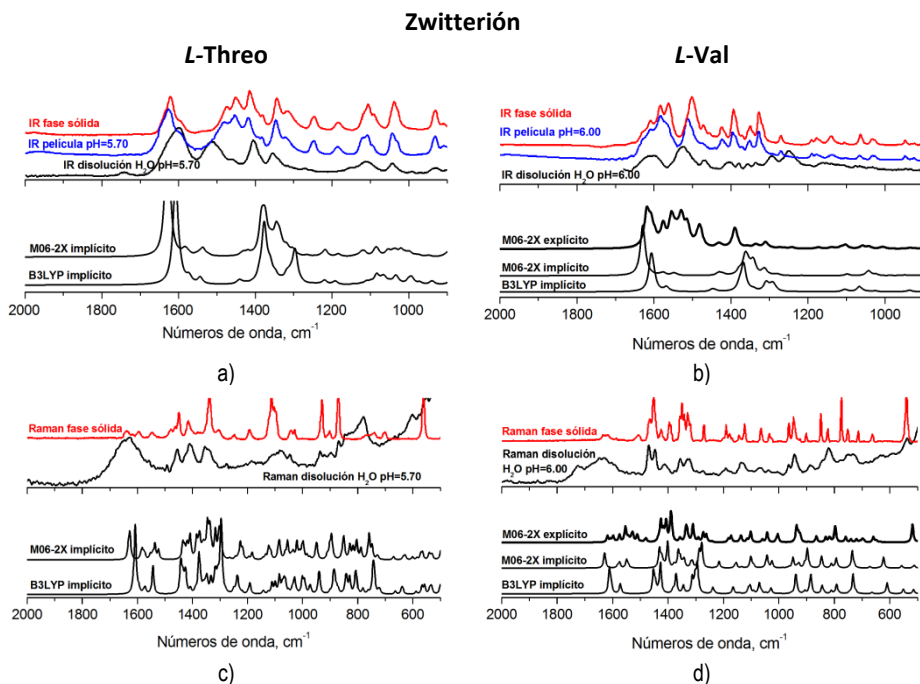 Zwitterión
L-Threo
L-Val
IR fase sólida
IR película pH=5.70
IR disolución H2O pH=5.70
M06-2X implícito
B3LYP implícito
2000 1800 1600 1400 1200 1000
Números de onda, cm-1
a)
IR fase sólida
IR película pH=6.00
IR disolución H2O pH=6.00
M06-2X explícito
M06-2X implícito
B3LYP implícito
2000 1800 1600 1400 1200 1000
Números de onda, cm-1
b)
Raman fase sólida
Raman disolución H2O pH=5.70
M06-2X implícito
B3LYP implícito
2000 1800 1600 1400 1200 1000 800 600
Números de onda, cm-1
c)
Raman fase sólida
Raman disolución
H2O pH=6.00
M06-2X explícito
M06-2X implícito
B3LYP implícito
2000 1800 1600 1400 1200 1000 800 600
Números de onda, cm-1
d)